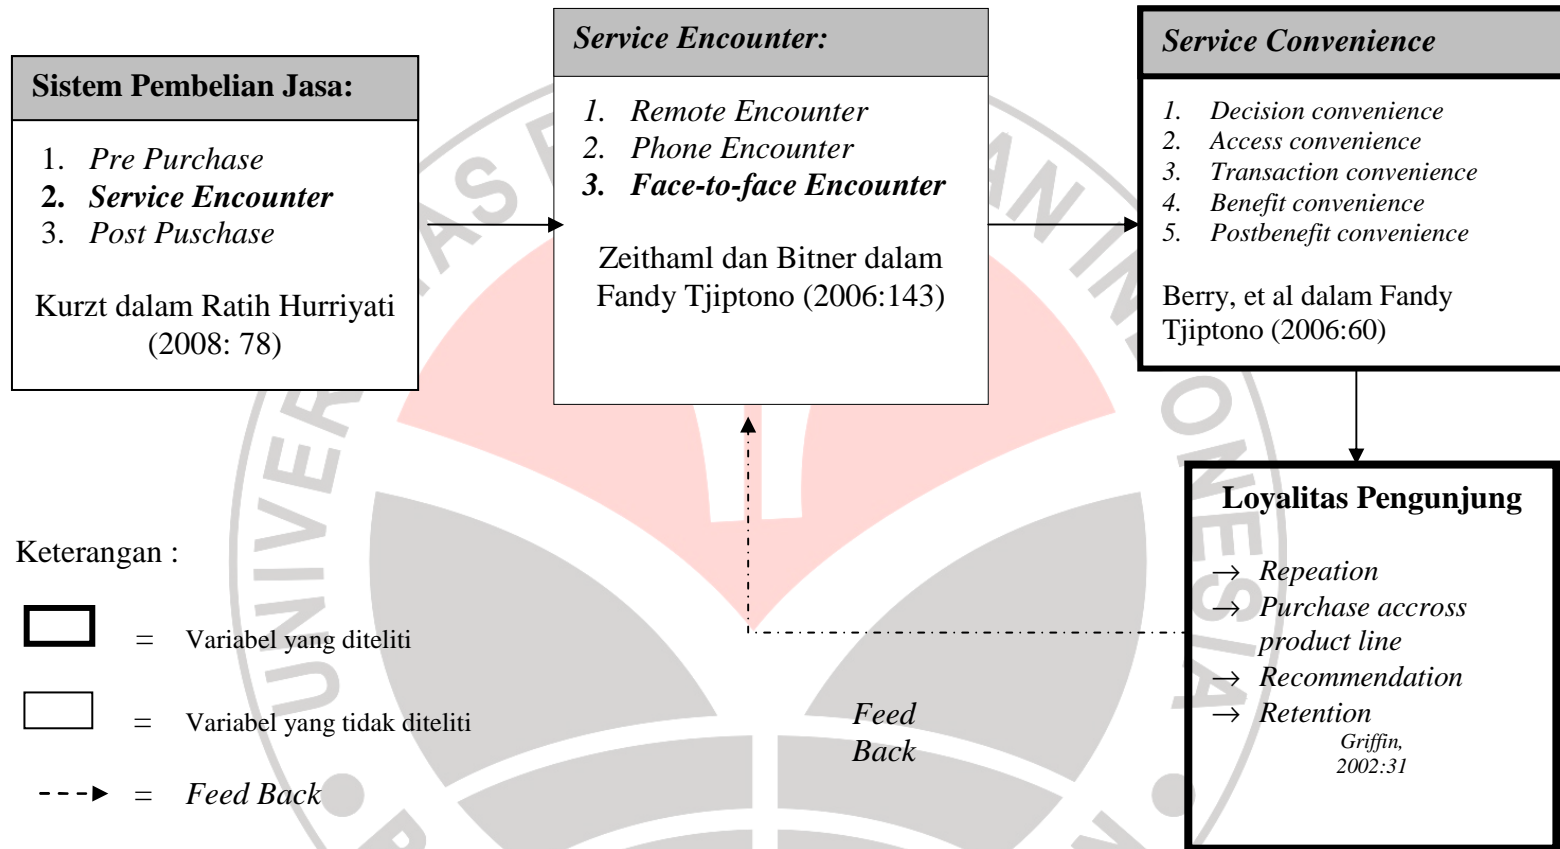 Sistem Pembelian Jasa:
1. Pre Purchase
2. Service Encounter
3. Post Puschase
Kurzt dalam Ratih Hurriyati
(2008: 78)
Service Encounter:
1. Remote Encounter
2. Phone Encounter
3. Face-to-face Encounter
Zeithaml dan Bitner dalam
Fandy Tjiptono (2006:143)
Service Convenience
1. Decision convenience
2. Access convenience
3. Transaction convenience
4. Benefit convenience
5. Postbenefit convenience
Berry, et al dalam Fandy
Tjiptono (2006:60)
Loyalitas Pengunjung
→ Repeation
→ Purchase accross
product line
→ Recommendation
→ Retention
Griffin,
2002:31
Feed
Back
Keterangan :
= Variabel yang diteliti
= Variabel yang tidak diteliti
= Feed Back